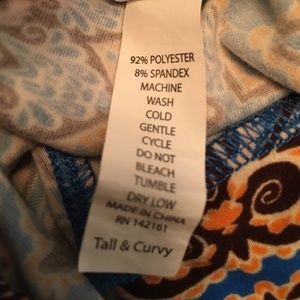 92% POLYESTER
8% SPANDEX
MACHINE
WASH
COLD
GENTLE
CYCLE
DO NOT
BLEACH
TUMBLE
DRY LOW
MADE IN CHINA
RN 142161
Tall & Curvy